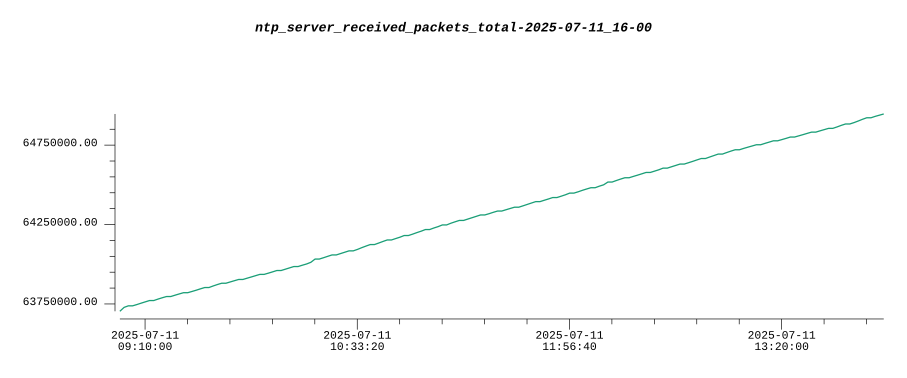 ntp_server_received_packets_total-2025-07-11_16-00
64750000.00
64250000.00
63750000.00
2025-07-11 2025-07-11 2025-07-11 2025-07-11
09:10:00 10:33:20 11:56:40 13:20:00